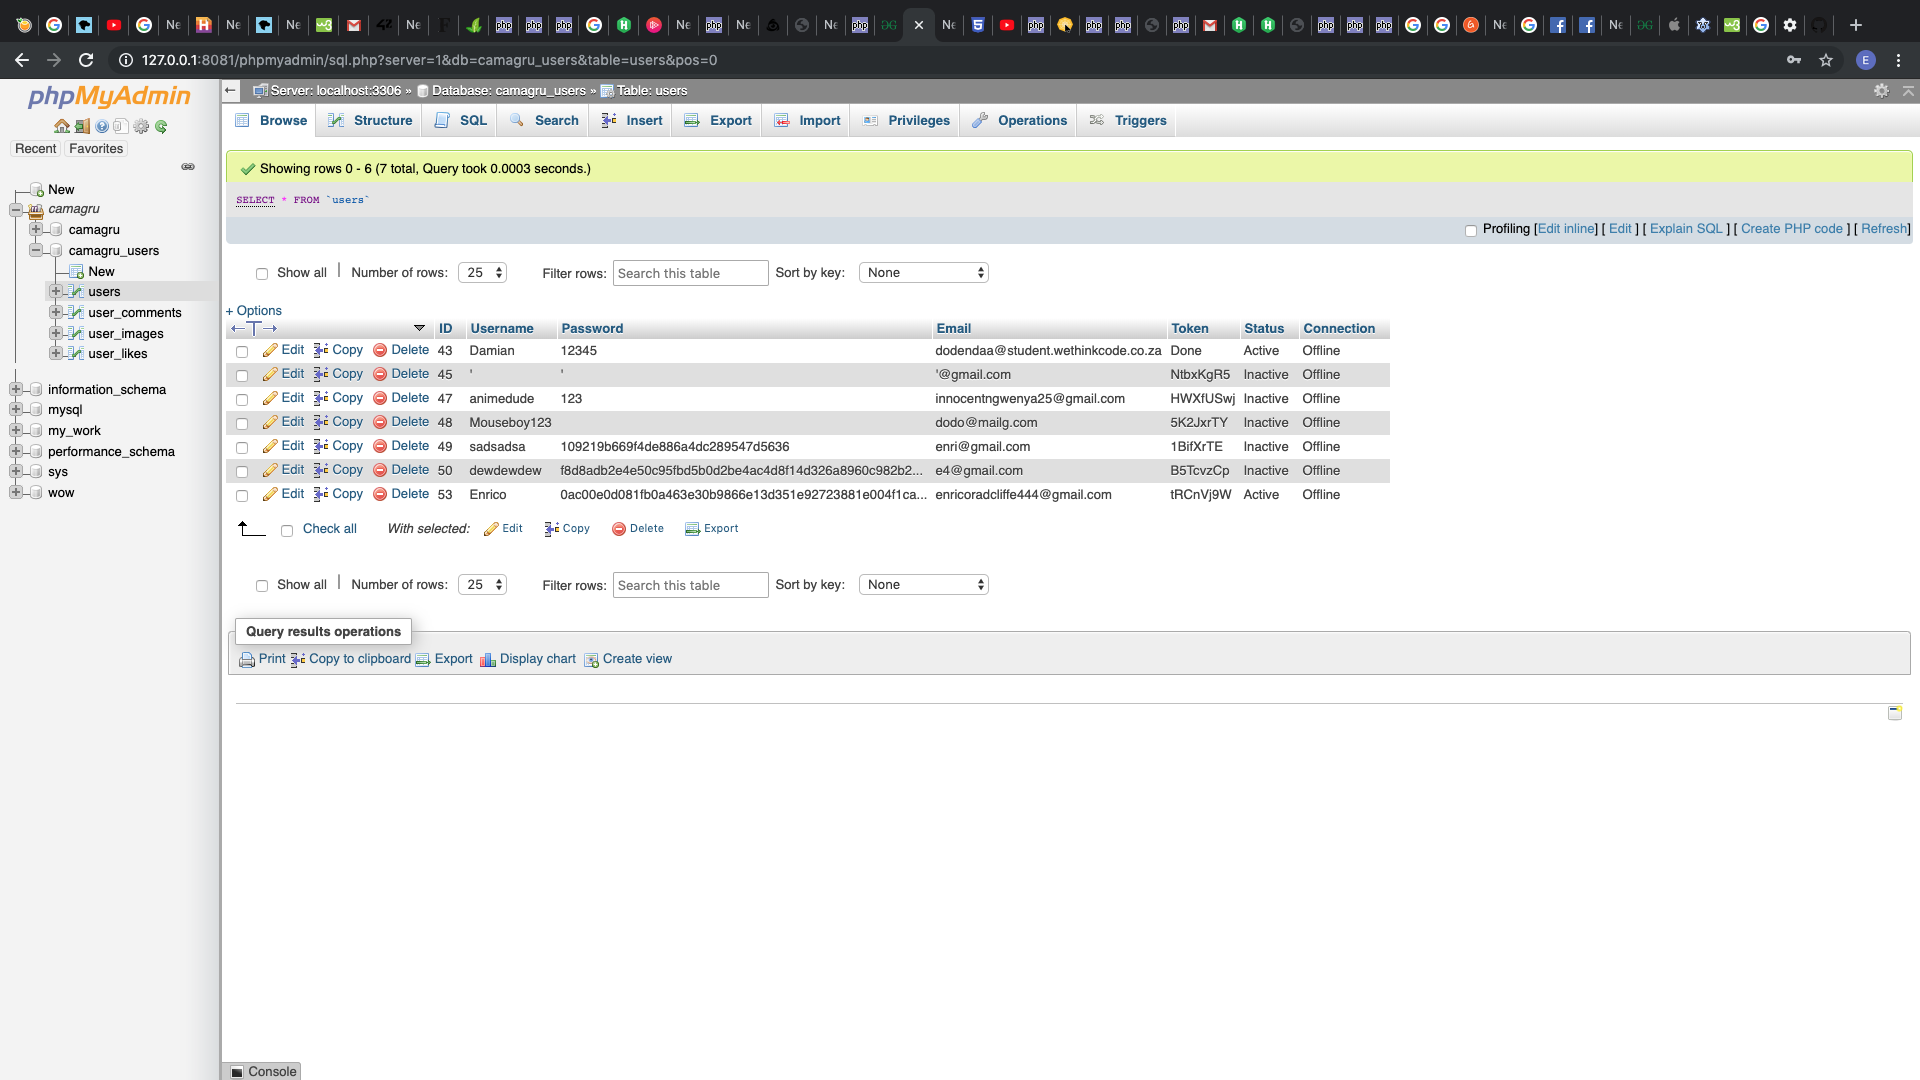 127.0.0.1:8081/phpmyadmin/sql.php?server=1&db=camagru_users&table=users&pos=0
E
phpMyAdmin
Recent Favorites
New
camagru
camagru
camagru_users
New
users
user_comments
user_images
user_likes
information_schema
mysql
my_work
performance_schema
sys
wow
Server: localhost:3306 » Database: camagru_users » Table: users
Browse Structure SQL Search Insert Export Import Privileges Operations Triggers
Showing rows 0 - 6 (7 total, Query took 0.0003 seconds.)
SELECT * FROM `users`
Profiling [Edit inline] [ Edit ] [ Explain SQL ] [ Create PHP code ] [ Refresh]
Show all | Number of rows: 25 Filter rows: Search this table Sort by key: None
+ Options
←T→ ID Username Password Email Token Status Connection
Edit Copy Delete 43 Damian 12345 dodendaa@student.wethinkcode.co.za Done Active Offline
Edit Copy Delete 45 ' ' '@gmail.com NtbxKgR5 Inactive Offline
Edit Copy Delete 47 animedude 123 innocentngwenya25@gmail.com HWXfUSwj Inactive Offline
Edit Copy Delete 48 Mouseboy123 dodo@mailg.com 5K2JxrTY Inactive Offline
Edit Copy Delete 49 sadsadsa 109219b669f4de886a4dc289547d5636 enri@gmail.com 1BifXrTE Inactive Offline
Edit Copy Delete 50 dewdewdew f8d8adb2e4e50c95fbd5b0d2be4ac4d8f14d326a8960c982b2... e4@gmail.com B5TcvzCp Inactive Offline
Edit Copy Delete 53 Enrico 0ac00e0d081fb0a463e30b9866e13d351e92723881e004f1ca... enricoradcliffe444@gmail.com tRCnVj9W Active Offline
Check all With selected: Edit Copy Delete Export
Show all | Number of rows: 25 Filter rows: Search this table Sort by key: None
Query results operations
Print Copy to clipboard Export Display chart Create view
Console